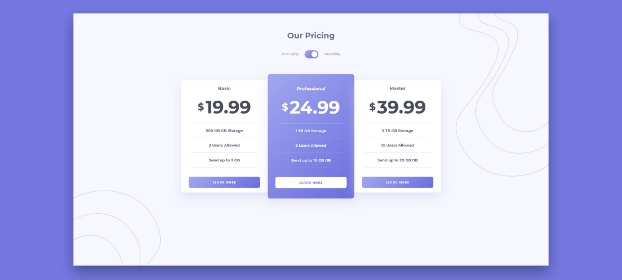 Our Pricing
Annually Monthly
Basic
$19.99
500 GB Storage
2 Users Allowed
Send up to 3 GB
LEARN MORE
Professional
$24.99
1 TB Storage
5 Users Allowed
Send up to 10 GB
LEARN MORE
Master
$39.99
2 TB Storage
10 Users Allowed
Send up to 20 GB
LEARN MORE